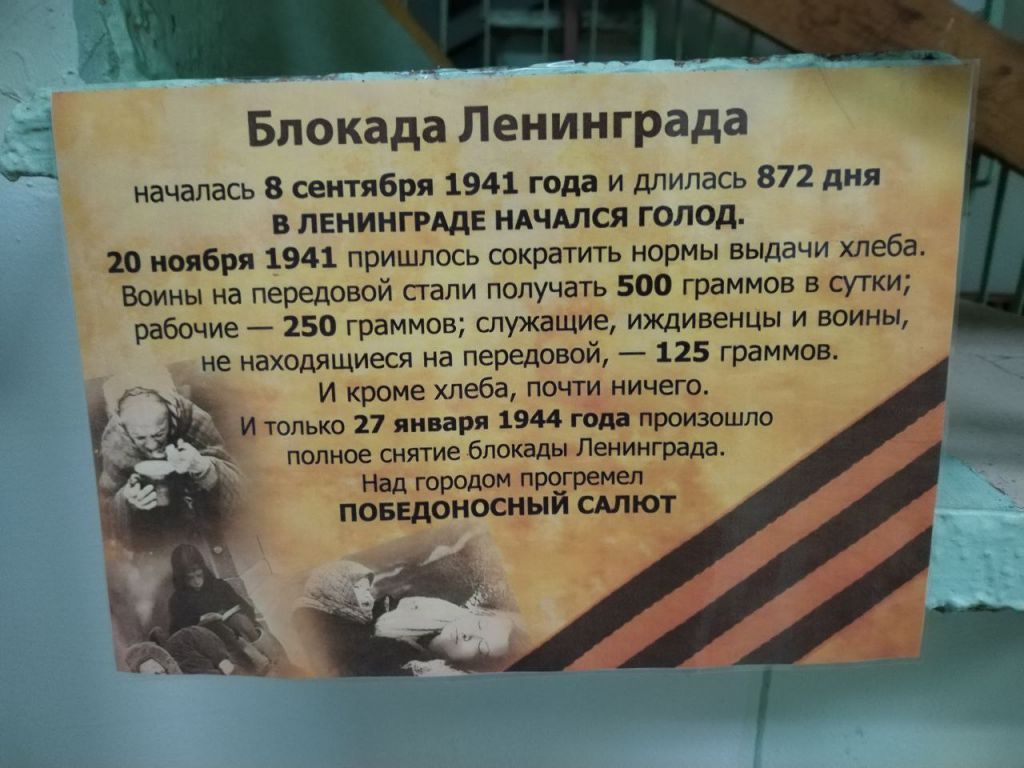 Блокада Ленинграда
началась 8 сентября 1941 года и длилась 872 дня
В ЛЕНИНГРАДЕ НАЧАЛСЯ ГОЛОД.
20 ноября 1941 пришлось сократить нормы выдачи хлеба.
Воины на передовой стали получать 500 граммов в сутки;
рабочие — 250 граммов; служащие, иждивенцы и воины,
не находящиеся на передовой, — 125 граммов.
И кроме хлеба, почти ничего.
И только 27 января 1944 года произошло
полное снятие блокады Ленинграда.
Над городом прогремел
ПОБЕДОНОСНЫЙ САЛЮТ